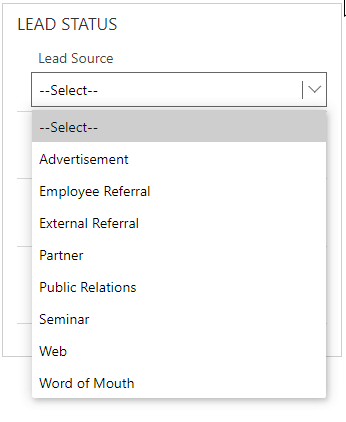 LEAD STATUS
Lead Source
--Select--
--Select--
Advertisement
Employee Referral
External Referral
Partner
Public Relations
Seminar
Web
Word of Mouth